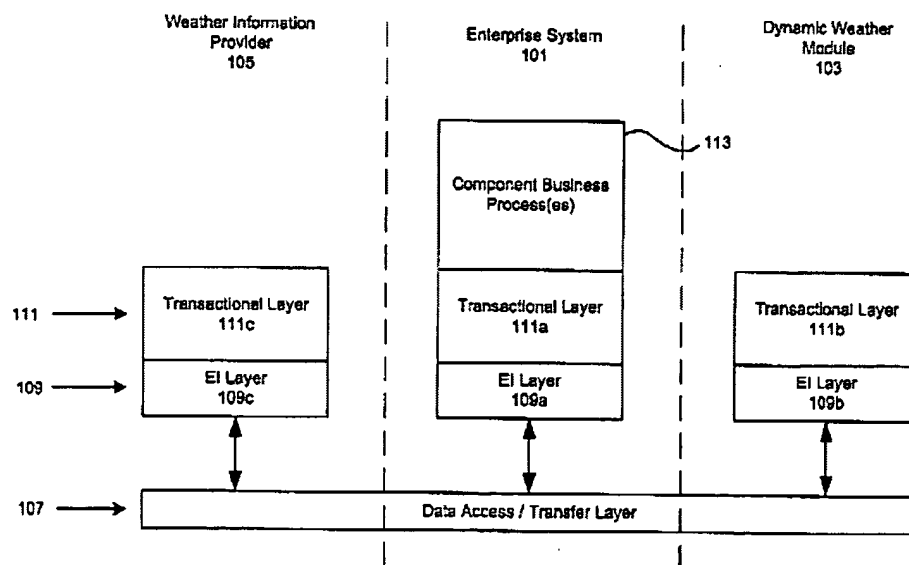 Weather Information
Provider
105
Enterprise System
101
Dynamic Weather
Module
103
113
Component Business
Process(es)
111
Transactional Layer
111c
Transactional Layer
111a
Transactional Layer
111b
109
EI Layer
109c
EI Layer
109a
EI Layer
109b
107
Data Access / Transfer Layer